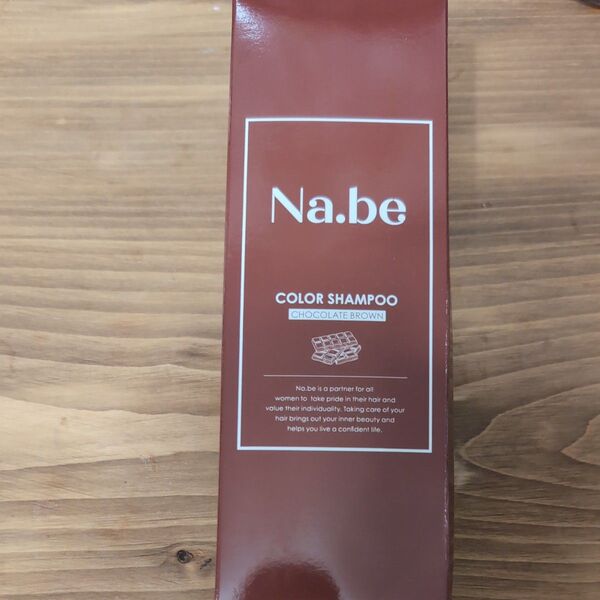 Na.be
COLOR SHAMPOO
CHOCOLATE BROWN
Na.be is a partner for all
women to take pride in their hair and
value their individuality. Taking care of your
hair brings out your inner beauty and
helps you live a confident life.